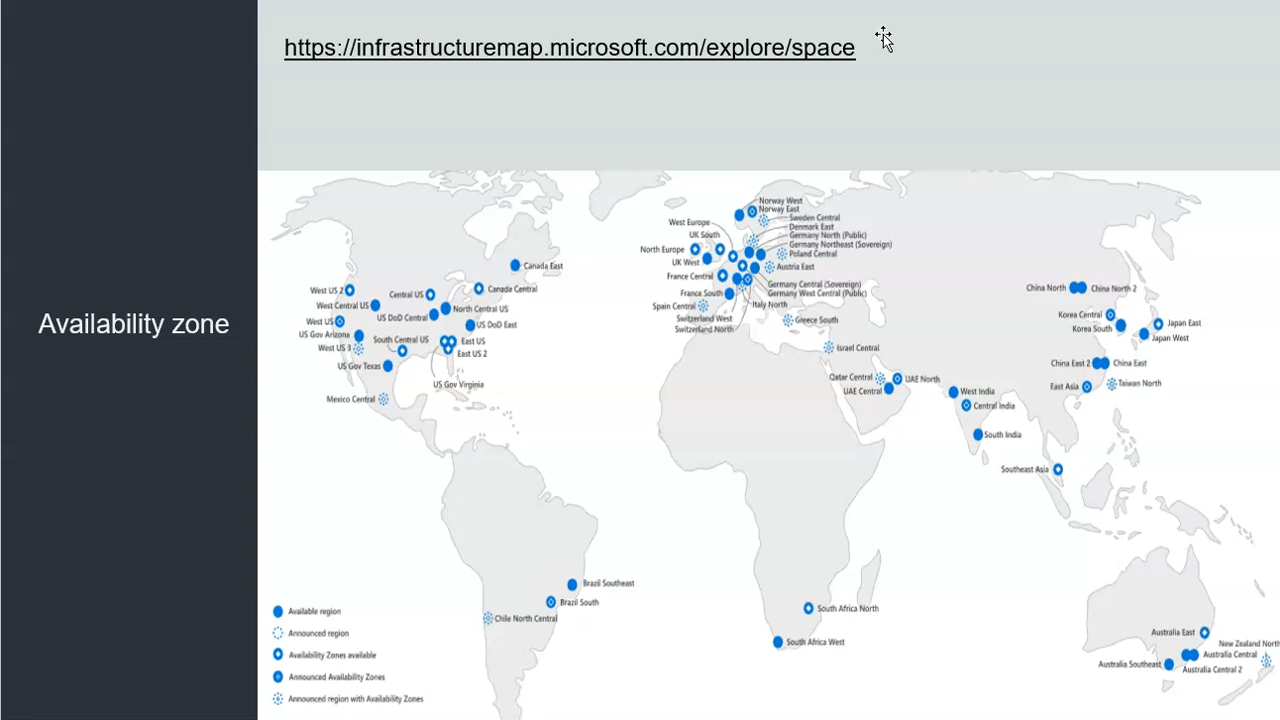 https://infrastructuremap.microsoft.com/explore/space
Availability zone
Norway West
Norway East
Sweden Central
Denmark East
Germany North (Public)
Germany Northeast (Sovereign)
Poland Central
Austria East
West Europe
UK South
North Europe
UK West
France Central
France South
Spain Central
Switzerland West
Switzerland North
Germany Central (Sovereign)
Germany West Central (Public)
Italy North
Greece South
Israel Central
Qatar Central
UAE North
UAE Central
Canada East
Canada Central
West US 2
Central US
West Central US
North Central US
US DoD Central
West US
US DoD East
US Gov Arizona
South Central US
East US
West US 3
East US 2
US Gov Texas
US Gov Virginia
Mexico Central
China North
China North 2
Korea Central
Korea South
Japan East
Japan West
China East 2
China East
East Asia
Taiwan North
West India
Central India
South India
Southeast Asia
Brazil Southeast
Brazil South
Chile North Central
South Africa North
South Africa West
Australia East
New Zealand North
Australia Central
Australia Southeast
Australia Central 2
Available region
Announced region
Availability Zones available
Announced Availability Zones
Announced region with Availability Zones